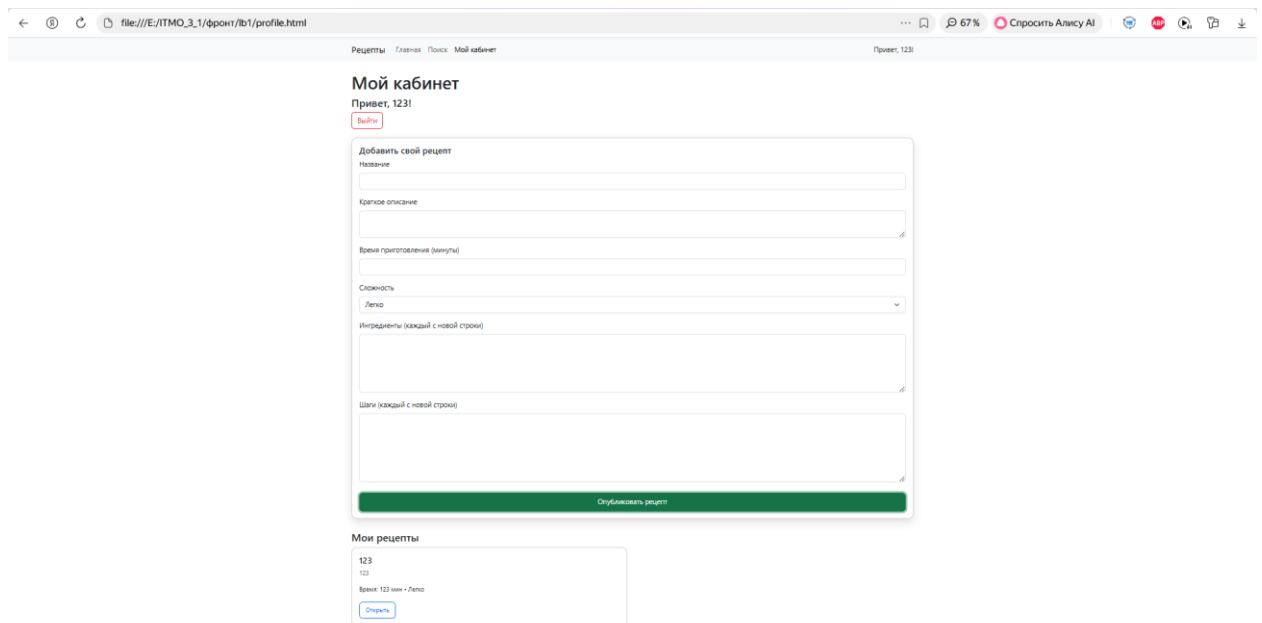 file:///E:/ITMO_3_1/фронт/lb1/profile.html ... 67 % Спросить Алису AI ABP
Рецепты Главная Поиск Мой кабинет Привет, 123!
Мой кабинет
Привет, 123!
Выйти
Добавить свой рецепт
Название
Краткое описание
Время приготовления (минуты)
Сложность
Легко
Ингредиенты (каждый с новой строки)
Шаги (каждый с новой строки)
Опубликовать рецепт
Мои рецепты
123
123
Время: 123 мин • Легко
Открыть